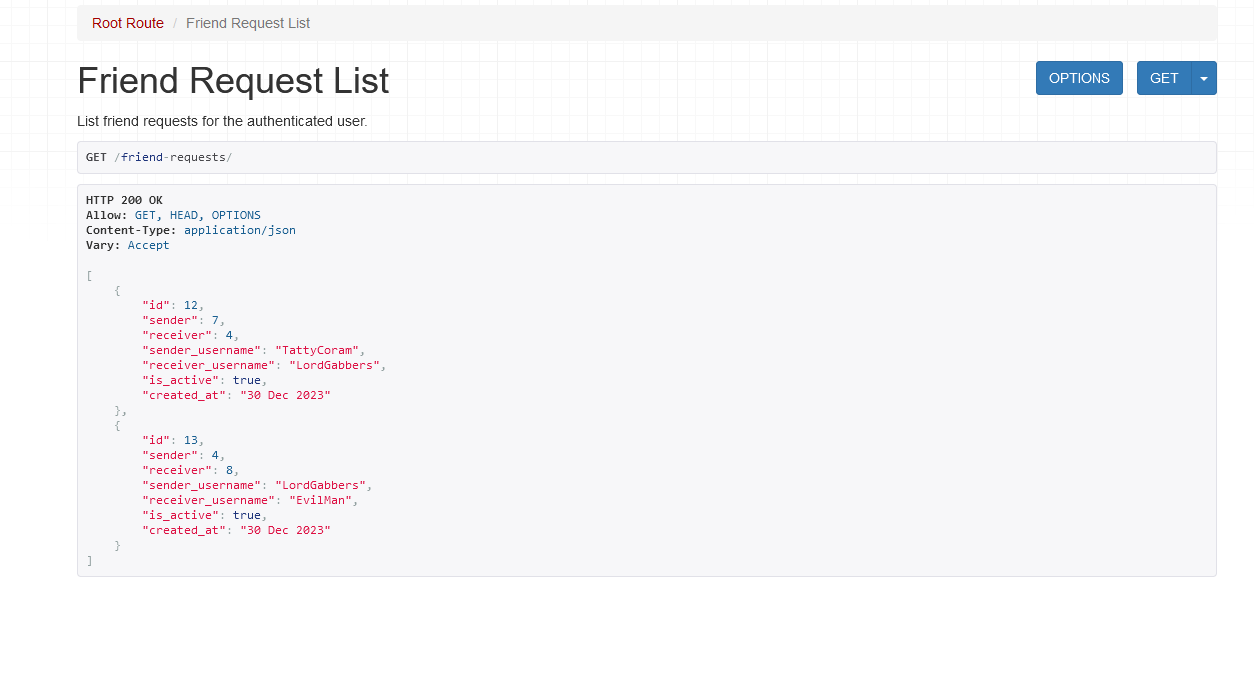 Root Route / Friend Request List
Friend Request List
OPTIONS
GET
List friend requests for the authenticated user.
GET /friend-requests/
HTTP 200 OK
Allow: GET, HEAD, OPTIONS
Content-Type: application/json
Vary: Accept
[
    {
        "id": 12,
        "sender": 7,
        "receiver": 4,
        "sender_username": "TattyCoram",
        "receiver_username": "LordGabbers",
        "is_active": true,
        "created_at": "30 Dec 2023"
    },
    {
        "id": 13,
        "sender": 4,
        "receiver": 8,
        "sender_username": "LordGabbers",
        "receiver_username": "EvilMan",
        "is_active": true,
        "created_at": "30 Dec 2023"
    }
]